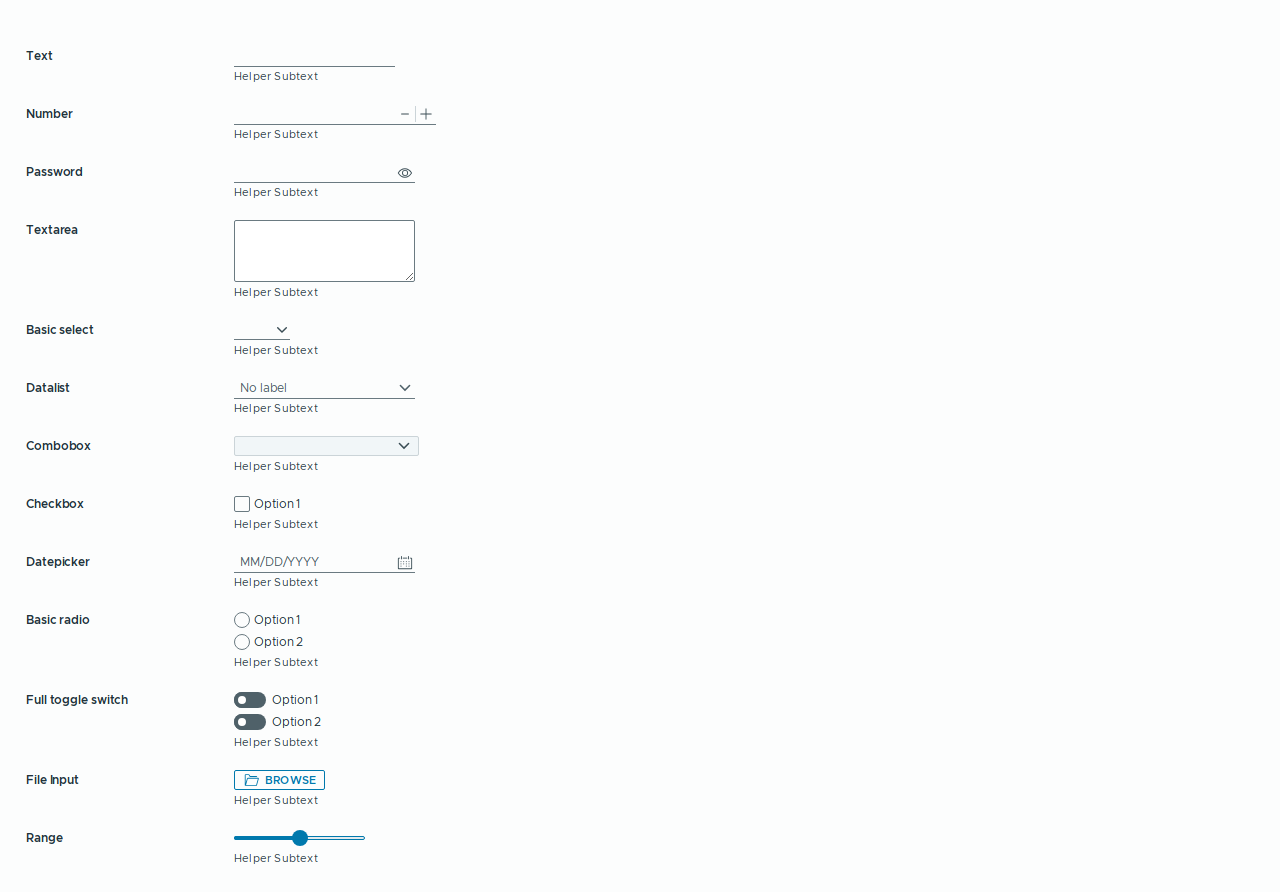 Text
Helper Subtext
Number
Helper Subtext
Password
Helper Subtext
Textarea
Helper Subtext
Basic select
Helper Subtext
Datalist No label
Helper Subtext
Combobox
Helper Subtext
Checkbox Option 1
Helper Subtext
Datepicker MM/DD/YYYY
Helper Subtext
Basic radio Option 1
Option 2
Helper Subtext
Full toggle switch Option 1
Option 2
Helper Subtext
File Input BROWSE
Helper Subtext
Range
Helper Subtext